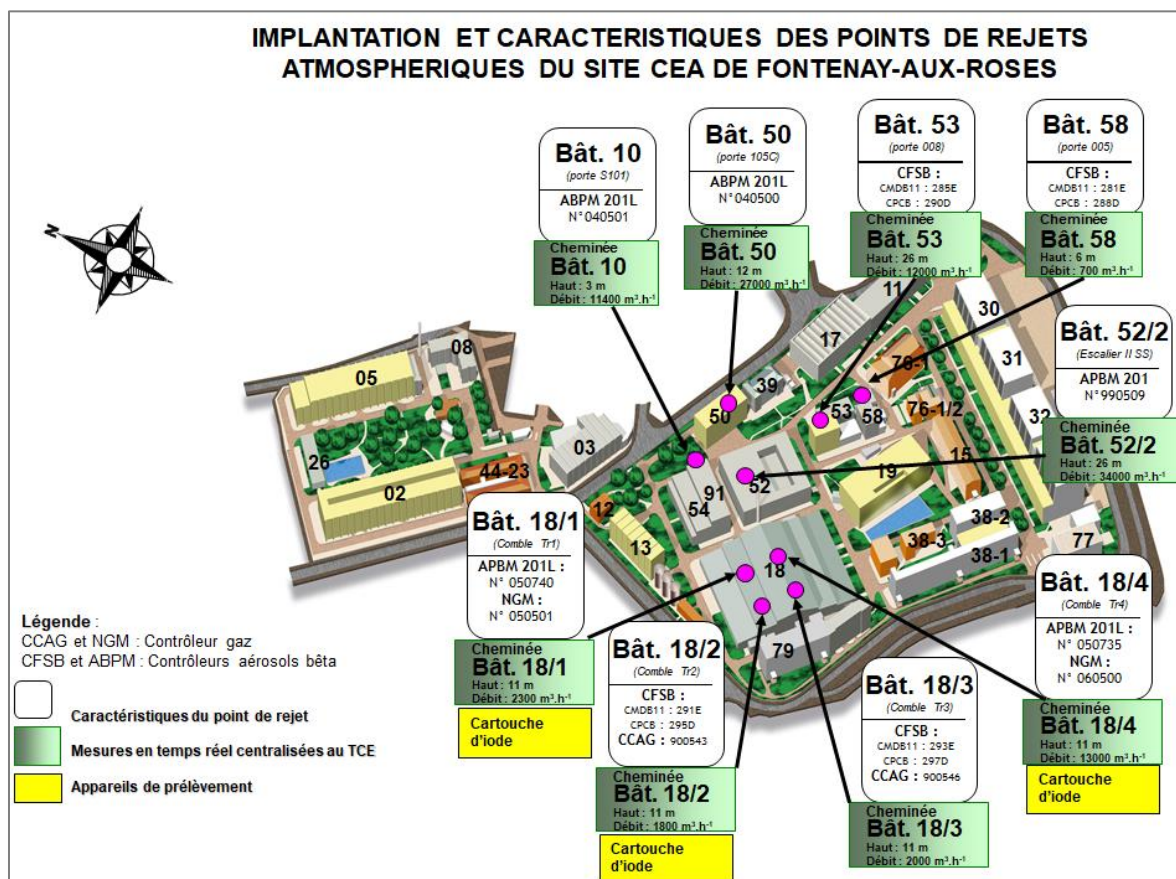 IMPLANTATION ET CARACTERISTIQUES DES POINTS DE REJETS
ATMOSPHERIQUES DU SITE CEA DE FONTENAY-AUX-ROSES
Bât. 10
(porte S101)
ABPM 201L
N°040501
Cheminée
Bât. 10
Haut : 3 m
Débit : 11400 m³.h⁻¹
Bât. 50
(porte 105C)
ABPM 201L
N°040500
Cheminée
Bât. 50
Haut : 12 m
Débit : 27000 m³.h⁻¹
Bât. 53
(porte 008)
CFSB :
CMDB11 : 285E
CPCB : 290D
Cheminée
Bât. 53
Haut : 26 m
Débit : 12000 m³.h⁻¹
Bât. 58
(porte 005)
CFSB :
CMDB11 : 281E
CPCB : 288D
Cheminée
Bât. 58
Haut : 6 m
Débit : 700 m³.h⁻¹
Bât. 52/2
(Escalier II SS)
APBM 201
N°990509
Cheminée
Bât. 52/2
Haut : 26 m
Débit : 34000 m³.h⁻¹
N
05
08
26
02
44-23
03
12
13
50
39
17
11
53
58
76-1
76-1/2
30
31
32
15
19
91
54
52
18
79
38-3
38-2
38-1
77
Bât. 18/1
(Comble Tr1)
APBM 201L :
N° 050740
NGM :
N° 050501
Cheminée
Bât. 18/1
Haut : 11 m
Débit : 2300 m³.h⁻¹
Cartouche
d'iode
Bât. 18/2
(Comble Tr2)
CFSB :
CMDB11 : 291E
CPCB : 295D
CCAG : 900543
Cheminée
Bât. 18/2
Haut : 11 m
Débit : 1800 m³.h⁻¹
Cartouche
d'iode
Bât. 18/3
(Comble Tr3)
CFSB :
CMDB11 : 293E
CPCB : 297D
CCAG : 900546
Cheminée
Bât. 18/3
Haut : 11 m
Débit : 2000 m³.h⁻¹
Bât. 18/4
(Comble Tr4)
APBM 201L :
N° 050735
NGM :
N° 060500
Cheminée
Bât. 18/4
Haut : 11 m
Débit : 13000 m³.h⁻¹
Cartouche
d'iode
Légende :
CCAG et NGM : Contrôleur gaz
CFSB et ABPM : Contrôleurs aérosols bêta
Caractéristiques du point de rejet
Mesures en temps réel centralisées au TCE
Appareils de prélèvement